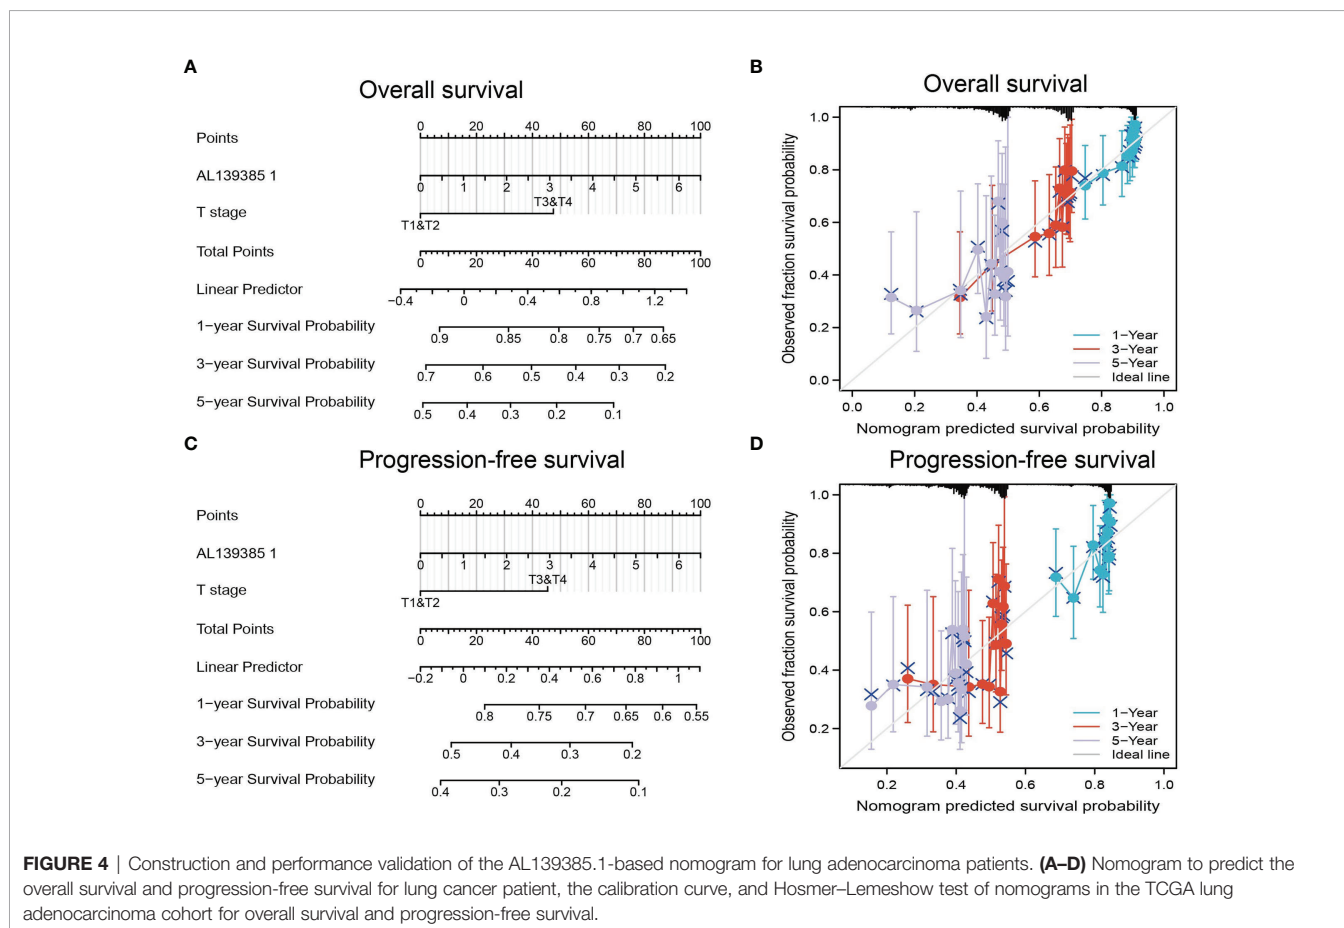 A
Overall survival
Points
0 20 40 60 80 100
AL139385 1
0 1 2 3 4 5 6
T stage
T3&T4
T1&T2
Total Points
0 20 40 60 80 100
Linear Predictor
−0.4 0 0.4 0.8 1.2
1−year Survival Probability
0.9 0.85 0.8 0.75 0.7 0.65
3−year Survival Probability
0.7 0.6 0.5 0.4 0.3 0.2
5−year Survival Probability
0.5 0.4 0.3 0.2 0.1
B
Overall survival
Observed fraction survival probability
1.0
0.8
0.6
0.4
0.2
0.0
1−Year
3−Year
5−Year
Ideal line
0.0 0.2 0.4 0.6 0.8 1.0
Nomogram predicted survival probability
C
Progression-free survival
Points
0 20 40 60 80 100
AL139385 1
0 1 2 3 4 5 6
T stage
T3&T4
T1&T2
Total Points
0 20 40 60 80 100
Linear Predictor
−0.2 0 0.2 0.4 0.6 0.8 1
1−year Survival Probability
0.8 0.75 0.7 0.65 0.6 0.55
3−year Survival Probability
0.5 0.4 0.3 0.2
5−year Survival Probability
0.4 0.3 0.2 0.1
D
Progression-free survival
Observed fraction survival probability
1.0
0.8
0.6
0.4
0.2
1−Year
3−Year
5−Year
Ideal line
0.2 0.4 0.6 0.8 1.0
Nomogram predicted survival probability
FIGURE 4 | Construction and performance validation of the AL139385.1-based nomogram for lung adenocarcinoma patients. (A–D) Nomogram to predict the
overall survival and progression-free survival for lung cancer patient, the calibration curve, and Hosmer–Lemeshow test of nomograms in the TCGA lung
adenocarcinoma cohort for overall survival and progression-free survival.